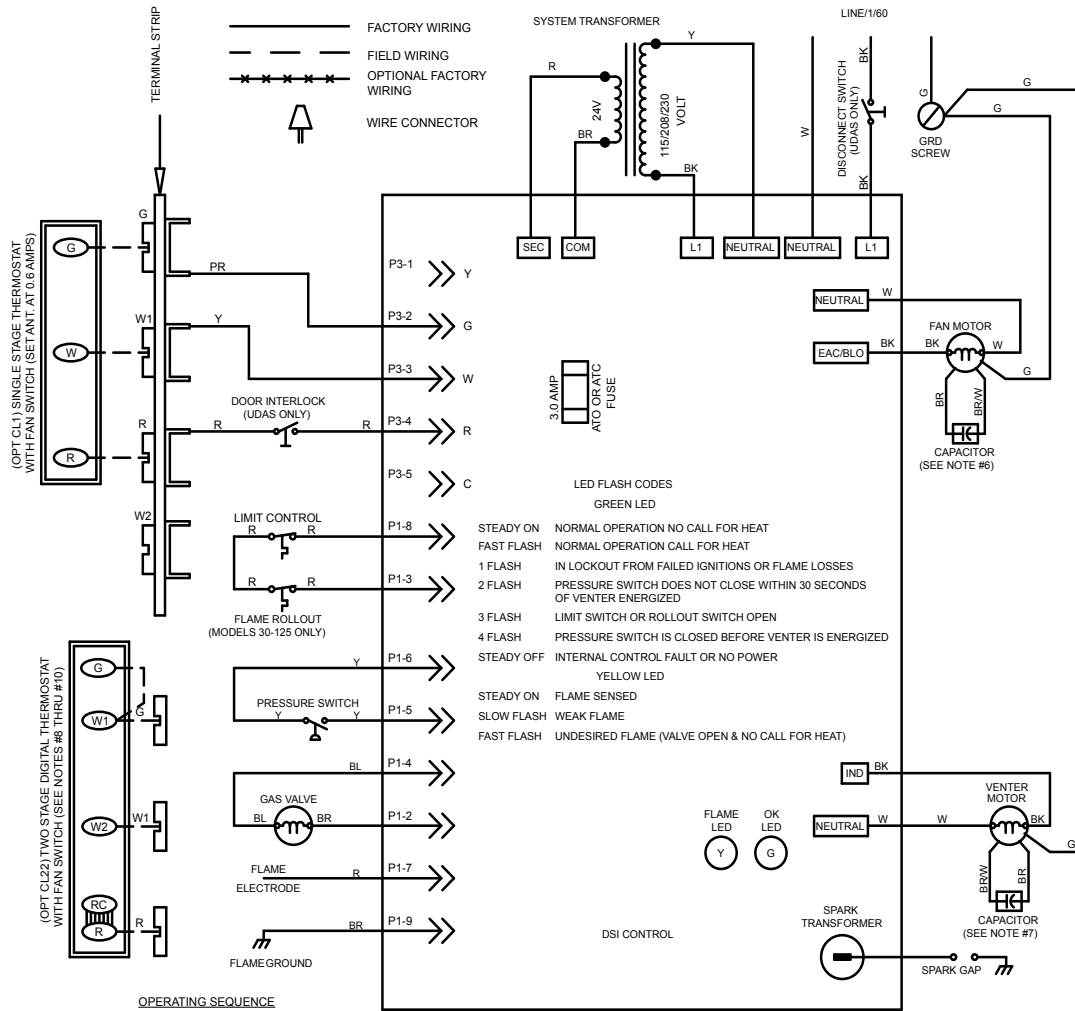 TERMINAL STRIP
FACTORY WIRING
FIELD WIRING
OPTIONAL FACTORY
WIRING
WIRE CONNECTOR
SYSTEM TRANSFORMER
R
BR
24V
115/208/230
VOLT
Y
BK
LINE/1/60
W
BK
DISCONNECT SWITCH
(UDAS ONLY)
BK
G
G
G
GRD
SCREW
SEC
COM
L1
NEUTRAL
NEUTRAL
L1
(OPT CL1) SINGLE STAGE THERMOSTAT
WITH FAN SWITCH (SET ANT. AT 0.6 AMPS)
G
W
R
G
W1
R
W2
PR
Y
DOOR INTERLOCK
(UDAS ONLY)
R
R
P3-1
Y
P3-2
G
P3-3
W
P3-4
R
P3-5
C
3.0 AMP
ATO OR ATC
FUSE
NEUTRAL
W
EAC/BLO
BK
BK
FAN MOTOR
W
G
BR
BR/W
CAPACITOR
(SEE NOTE #6)
LIMIT CONTROL
R
R
P1-8
R
R
P1-3
FLAME ROLLOUT
(MODELS 30-125 ONLY)
LED FLASH CODES
GREEN LED
STEADY ON NORMAL OPERATION NO CALL FOR HEAT
FAST FLASH NORMAL OPERATION CALL FOR HEAT
1 FLASH IN LOCKOUT FROM FAILED IGNITIONS OR FLAME LOSSES
2 FLASH PRESSURE SWITCH DOES NOT CLOSE WITHIN 30 SECONDS
OF VENTER ENERGIZED
3 FLASH LIMIT SWITCH OR ROLLOUT SWITCH OPEN
4 FLASH PRESSURE SWITCH IS CLOSED BEFORE VENTER IS ENERGIZED
STEADY OFF INTERNAL CONTROL FAULT OR NO POWER
YELLOW LED
STEADY ON FLAME SENSED
SLOW FLASH WEAK FLAME
FAST FLASH UNDESIRED FLAME (VALVE OPEN & NO CALL FOR HEAT)
(OPT CL22) TWO STAGE DIGITAL THERMOSTAT
WITH FAN SWITCH (SEE NOTES #8 THRU #10)
G
W1
G
W2
W1
RC
R
R
Y
P1-6
PRESSURE SWITCH
Y
Y
P1-5
BL
P1-4
GAS VALVE
BL
BR
P1-2
FLAME
ELECTRODE
R
P1-7
BR
P1-9
FLAME GROUND
IND
BK
NEUTRAL
W
W
VENTER
MOTOR
BK
G
BR/W
BR
CAPACITOR
(SEE NOTE #7)
FLAME
LED
Y
OK
LED
G
DSI CONTROL
SPARK
TRANSFORMER
SPARK GAP
OPERATING SEQUENCE